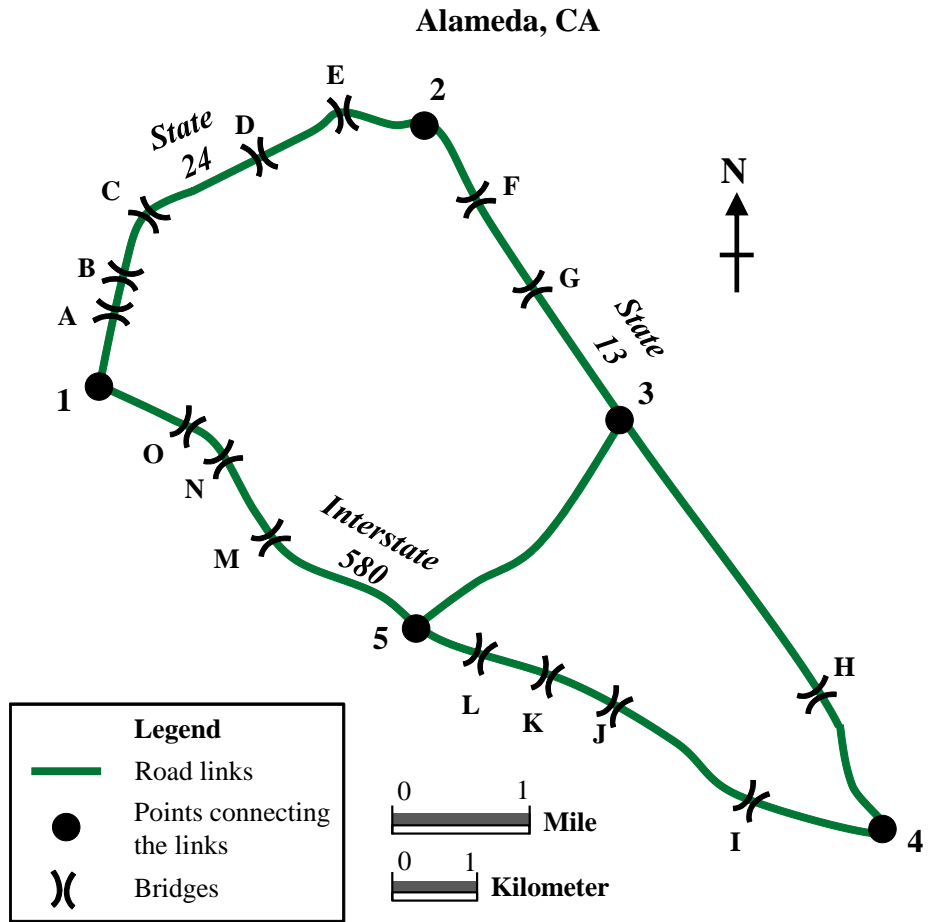 Alameda, CA
E
2
State
24
D
C
F
N
B
G
A
State
13
1
3
O
N
M
Interstate
580
5
H
L
K
J
I
4
Legend
Road links
Points connecting
the links
Bridges
0 1
Mile
0 1
Kilometer